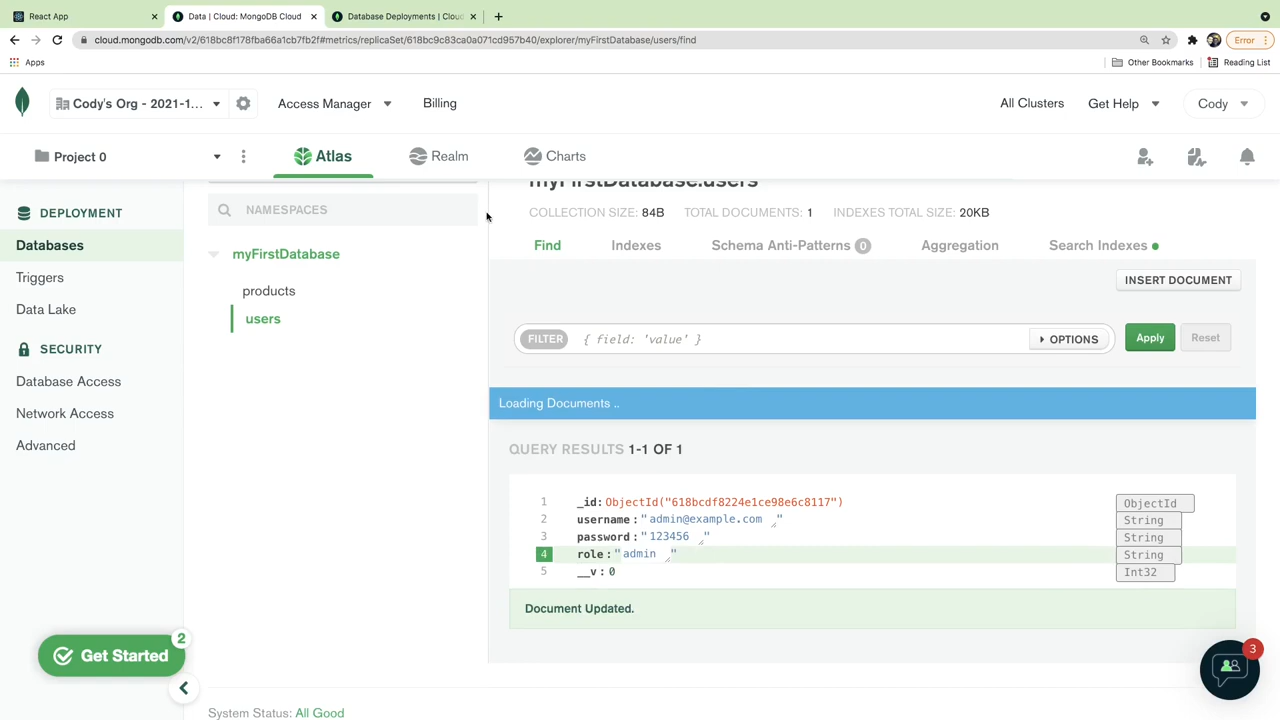 React App
Data | Cloud: MongoDB Cloud
Database Deployments | Clou
cloud.mongodb.com/v2/618bc8f178fba66a1cb7fb2f#metrics/replicaSet/618bc9c83ca0a071cd957b40/explorer/myFirstDatabase/users/find
Error
Apps
Other Bookmarks
Reading List
Cody's Org - 2021-1...
Access Manager
Billing
All Clusters
Get Help
Cody
Project 0
Atlas
Realm
Charts
DEPLOYMENT
Databases
Triggers
Data Lake
SECURITY
Database Access
Network Access
Advanced
Get Started
2
NAMESPACES
myFirstDatabase
products
users
myFirstDatabase.users
COLLECTION SIZE: 84B TOTAL DOCUMENTS: 1 INDEXES TOTAL SIZE: 20KB
Find
Indexes
Schema Anti-Patterns 0
Aggregation
Search Indexes
INSERT DOCUMENT
FILTER { field: 'value' }
OPTIONS
Apply
Reset
Loading Documents ..
QUERY RESULTS 1-1 OF 1
1 _id: ObjectId("618bcdf8224e1ce98e6c8117") ObjectId
2 username: "admin@example.com " String
3 password: "123456 " String
4 role: "admin " String
5 __v: 0 Int32
Document Updated.
3
System Status: All Good